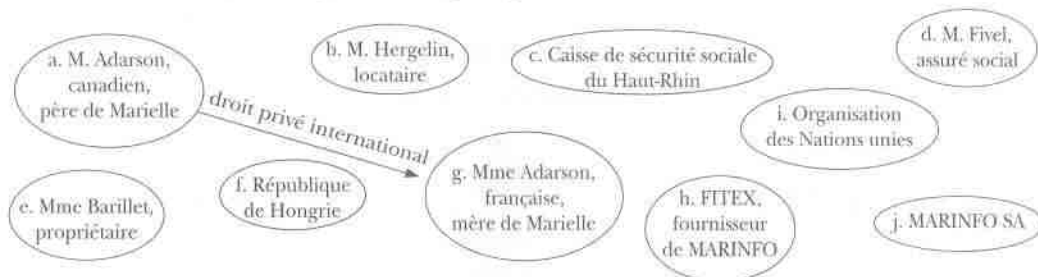 a. M. Adarson,
canadien,
père de Marielle
b. M. Hergelin,
locataire
c. Caisse de sécurité sociale
du Haut-Rhin
d. M. Fivel,
assuré social
droit privé international
i. Organisation
des Nations unies
e. Mme Barillet,
propriétaire
f. République
de Hongrie
g. Mme Adarson,
française,
mère de Marielle
h. FITEX,
fournisseur
de MARINFO
j. MARINFO SA